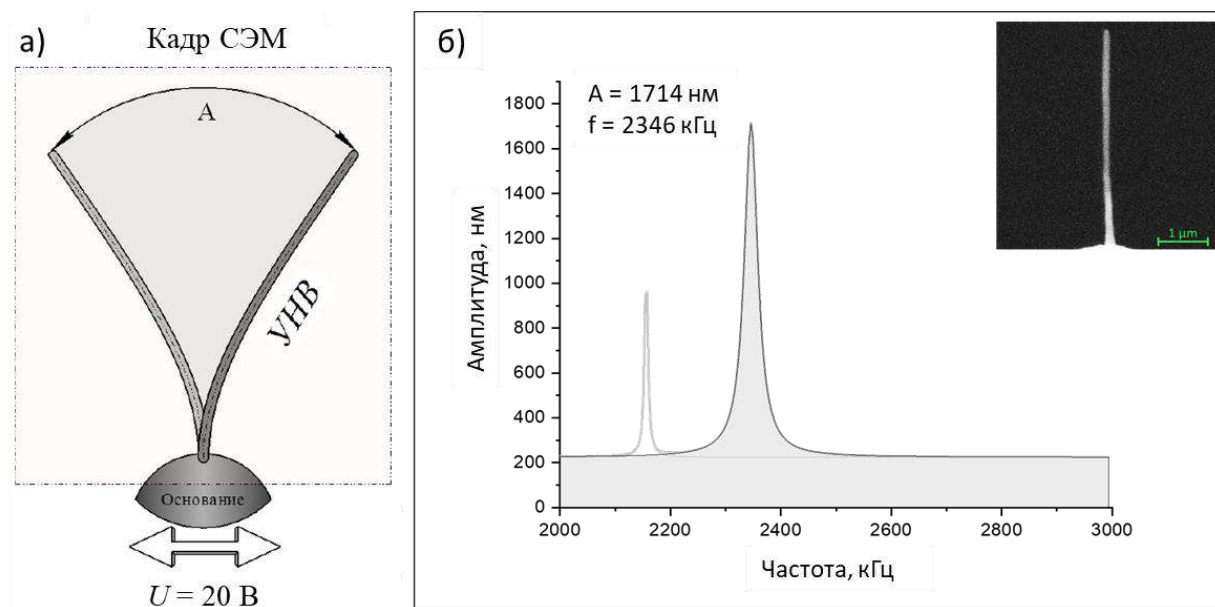 а)
Кадр СЭМ
А
УНВ
Основание
U = 20 В
б)
A = 1714 нм
f = 2346 кГц
1 µm
Амплитуда, нм
1800
1600
1400
1200
1000
800
600
400
200
0
2000
2200
2400
2600
2800
3000
Частота, кГц